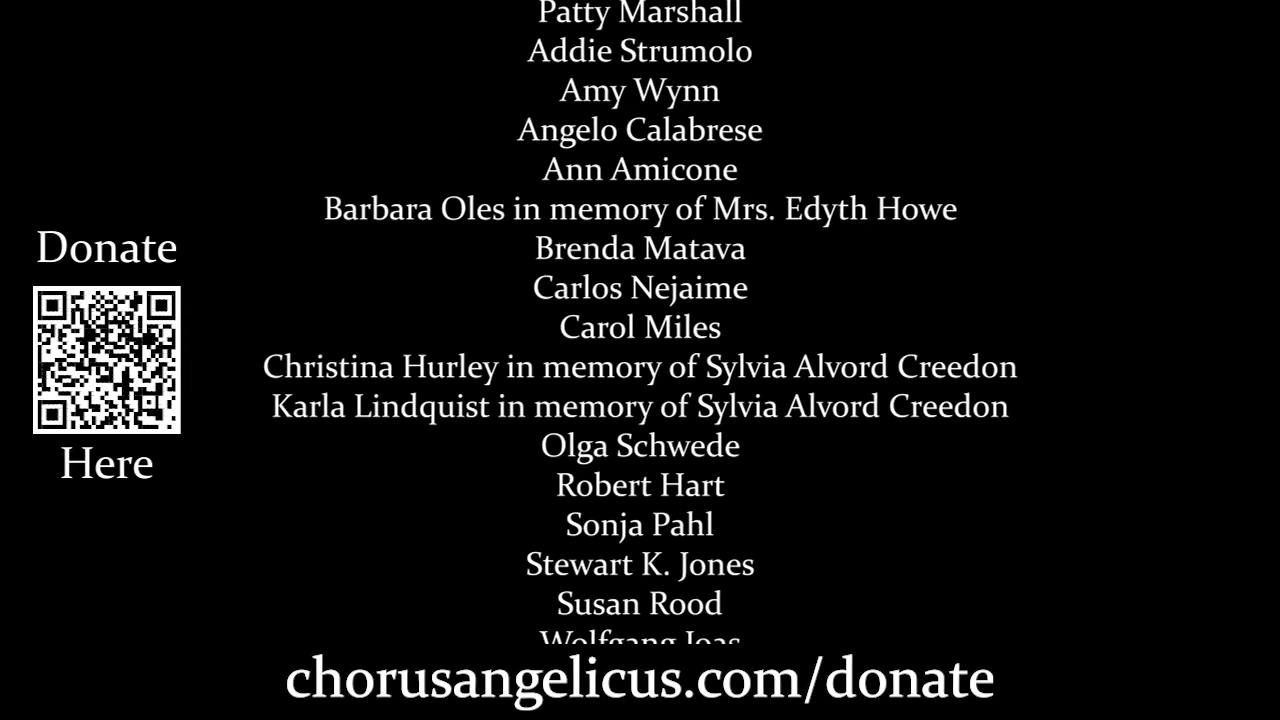 Patty Marshall
Addie Strumolo
Amy Wynn
Angelo Calabrese
Ann Amicone
Barbara Oles in memory of Mrs. Edyth Howe
Brenda Matava
Carlos Nejaime
Carol Miles
Christina Hurley in memory of Sylvia Alvord Creedon
Karla Lindquist in memory of Sylvia Alvord Creedon
Olga Schwede
Robert Hart
Sonja Pahl
Stewart K. Jones
Susan Rood
Wolfgang Joas
Donate
Here
chorusangelicus.com/donate